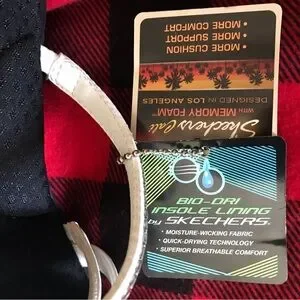 • MORE COMFORT
• MORE SUPPORT
• MORE CUSHION
DESIGNED IN LOS ANGELES
WITH MEMORY FOAM™
Skechers Cali
BIO-DRI
INSOLE LINING
by SKECHERS
• MOISTURE-WICKING FABRIC
• QUICK-DRYING TECHNOLOGY
• SUPERIOR BREATHABLE COMFORT